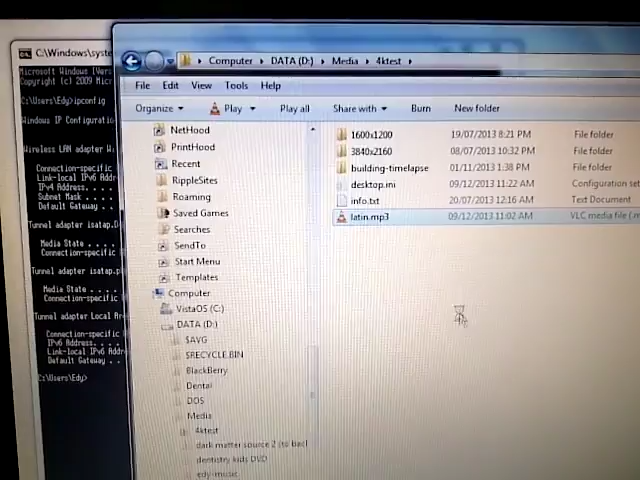 C:\Windows\syste
Microsoft Windows [Vers
Copyright (c) 2009 Micr
C:\Users\Edy>ipconfig
Windows IP Configuratio
Wireless LAN adapter W
Connection-specific
Link-local IPv6 Addr
IPv4 Address. . . .
Subnet Mask . . . .
Default Gateway . .
Tunnel adapter isatap.
Media State . . . .
Connection-specific
Tunnel adapter isatap.
Media State . . . .
Connection-specific
Tunnel adapter Local Ar
Connection-specific
IPv6 Address. . . .
Link-local IPv6 Addr
Default Gateway . .
C:\Users\Edy>
Computer DATA (D:) Media 4ktest
File Edit View Tools Help
Organize Play Play all Share with Burn New folder
NetHood
PrintHood
Recent
RippleSites
Roaming
Saved Games
Searches
SendTo
Start Menu
Templates
Computer
VistaOS (C:)
DATA (D:)
$AVG
$RECYCLE.BIN
BlackBerry
Dental
DOS
Media
4ktest
dark matter source 2 (to bacl
dentistry kids DVD
edy-music
1600x1200 19/07/2013 8:21 PM File folder
3840x2160 08/07/2013 10:32 PM File folder
building-timelapse 01/11/2013 1:38 PM File folder
desktop.ini 09/12/2013 11:22 AM Configuration set
info.txt 20/07/2013 12:16 AM Text Document
latin.mp3 09/12/2013 11:02 AM VLC media file (.m